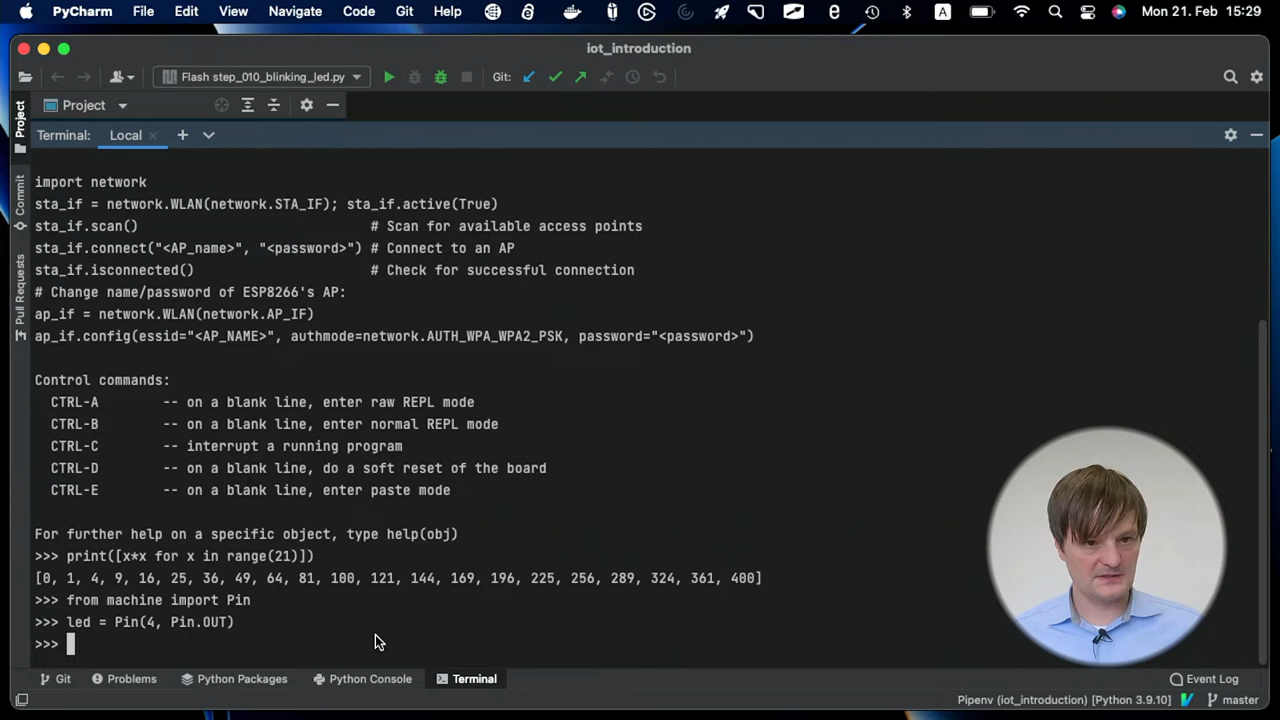 PyCharm File Edit View Navigate Code Git Help A Mon 21. Feb 15:29
iot_introduction
Flash step_010_blinking_led.py Git:
Project
Terminal: Local
import network
sta_if = network.WLAN(network.STA_IF); sta_if.active(True)
sta_if.scan() # Scan for available access points
sta_if.connect("<AP_name>", "<password>") # Connect to an AP
sta_if.isconnected() # Check for successful connection
# Change name/password of ESP8266's AP:
ap_if = network.WLAN(network.AP_IF)
ap_if.config(essid="<AP_NAME>", authmode=network.AUTH_WPA_WPA2_PSK, password="<password>")
Control commands:
CTRL-A -- on a blank line, enter raw REPL mode
CTRL-B -- on a blank line, enter normal REPL mode
CTRL-C -- interrupt a running program
CTRL-D -- on a blank line, do a soft reset of the board
CTRL-E -- on a blank line, enter paste mode
For further help on a specific object, type help(obj)
>>> print([x*x for x in range(21)])
[0, 1, 4, 9, 16, 25, 36, 49, 64, 81, 100, 121, 144, 169, 196, 225, 256, 289, 324, 361, 400]
>>> from machine import Pin
>>> led = Pin(4, Pin.OUT)
>>>
Project
Commit
Pull Requests
Git Problems Python Packages Python Console Terminal Event Log
Pipenv (iot_introduction) [Python 3.9.10] master